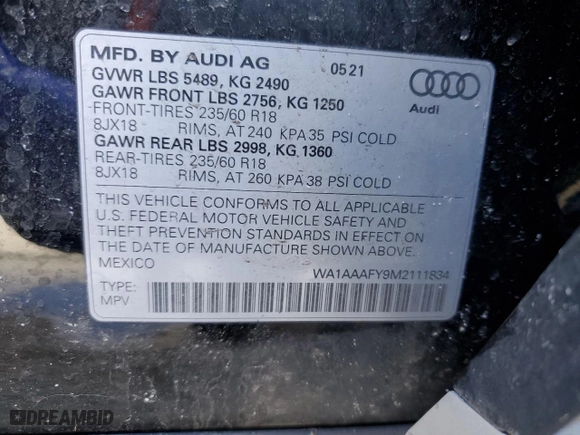 MFD. BY AUDI AG 05 21
GVWR LBS 5489, KG 2490
GAWR FRONT LBS 2756, KG 1250
FRONT-TIRES 235/60 R18
8JX18 RIMS, AT 240 KPA 35 PSI COLD
GAWR REAR LBS 2998, KG 1360
REAR-TIRES 235/60 R18
8JX18 RIMS, AT 260 KPA 38 PSI COLD
Audi
THIS VEHICLE CONFORMS TO ALL APPLICABLE
U.S. FEDERAL MOTOR VEHICLE SAFETY AND
THEFT PREVENTION STANDARDS IN EFFECT ON
THE DATE OF MANUFACTURE SHOWN ABOVE.
MEXICO WA1AAAFY9M2111834
TYPE:
MPV
DREAMBID